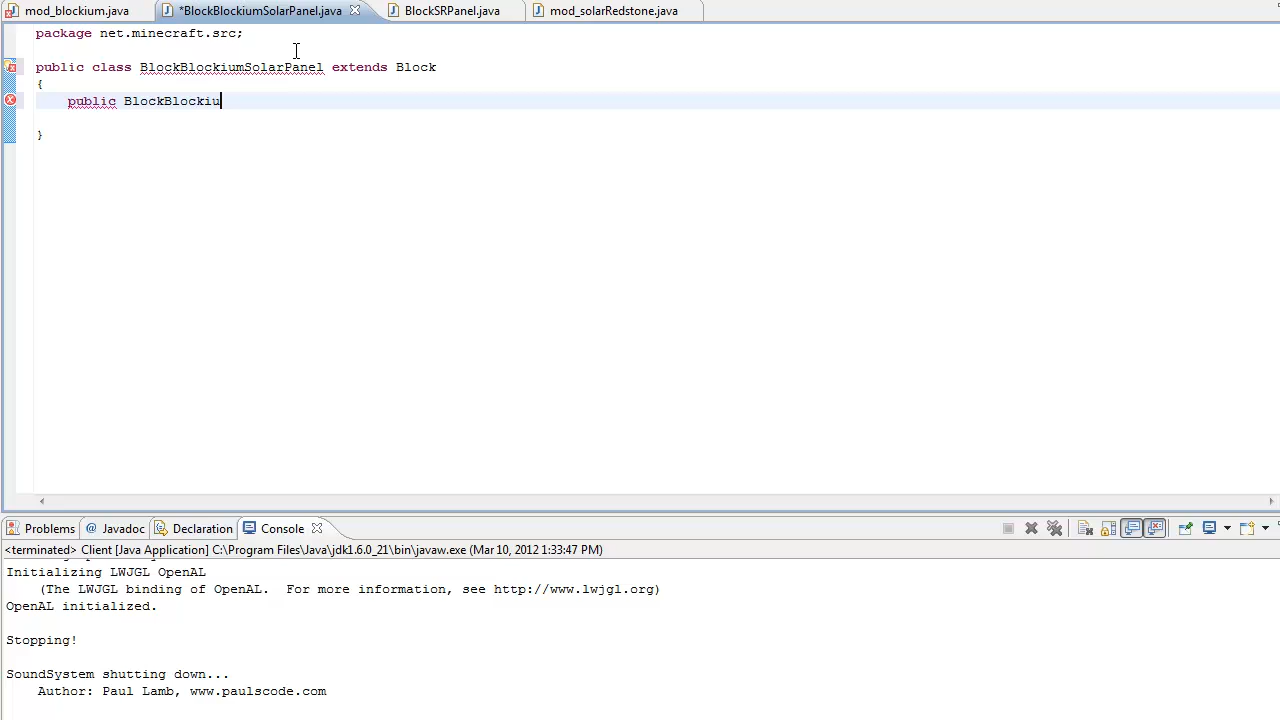 mod_blockium.java *BlockBlockiumSolarPanel.java BlockSRPanel.java mod_solarRedstone.java
package net.minecraft.src;
public class BlockBlockiumSolarPanel extends Block
{
public BlockBlockiu
}
Problems @ Javadoc Declaration Console
<terminated> Client [Java Application] C:\Program Files\Java\jdk1.6.0_21\bin\javaw.exe (Mar 10, 2012 1:33:47 PM)
Initializing LWJGL OpenAL
(The LWJGL binding of OpenAL.  For more information, see http://www.lwjgl.org)
OpenAL initialized.
Stopping!
SoundSystem shutting down...
Author: Paul Lamb, www.paulscode.com